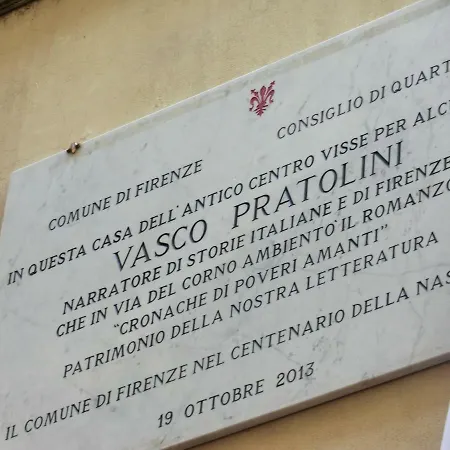 COMUNE DI FIRENZE CONSIGLIO DI QUART
IN QUESTA CASA DELL'ANTICO CENTRO VISSE PER ALC
VASCO PRATOLINI
NARRATORE DI STORIE ITALIANE E DI FIRENZE
CHE IN VIA DEL CORNO AMBIENTÒ IL ROMANZO
"CRONACHE DI POVERI AMANTI"
PATRIMONIO DELLA NOSTRA LETTERATURA
IL COMUNE DI FIRENZE NEL CENTENARIO DELLA NAS
19 OTTOBRE 2013